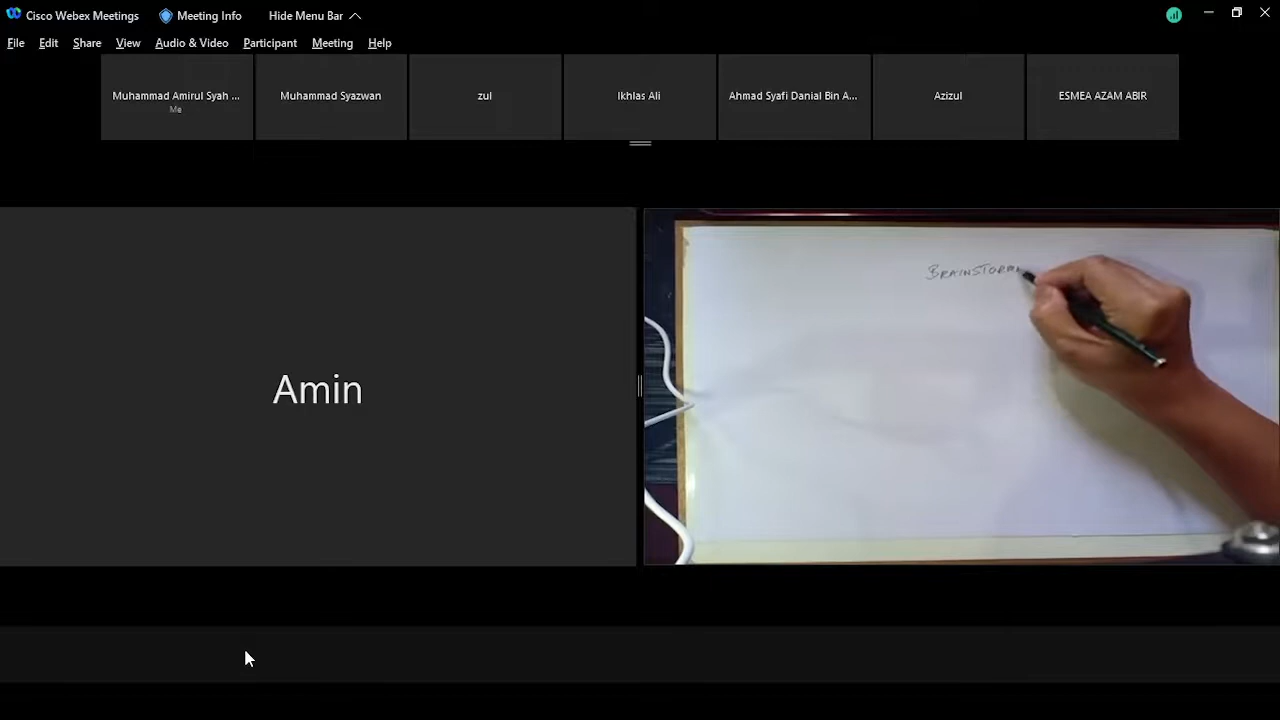 Cisco Webex Meetings
Meeting Info
Hide Menu Bar
File
Edit
Share
View
Audio & Video
Participant
Meeting
Help
Muhammad Amirul Syah ...
Me
Muhammad Syazwan
zul
Ikhlas Ali
Ahmad Syafi Danial Bin A...
Azizul
ESMEA AZAM ABIR
Amin